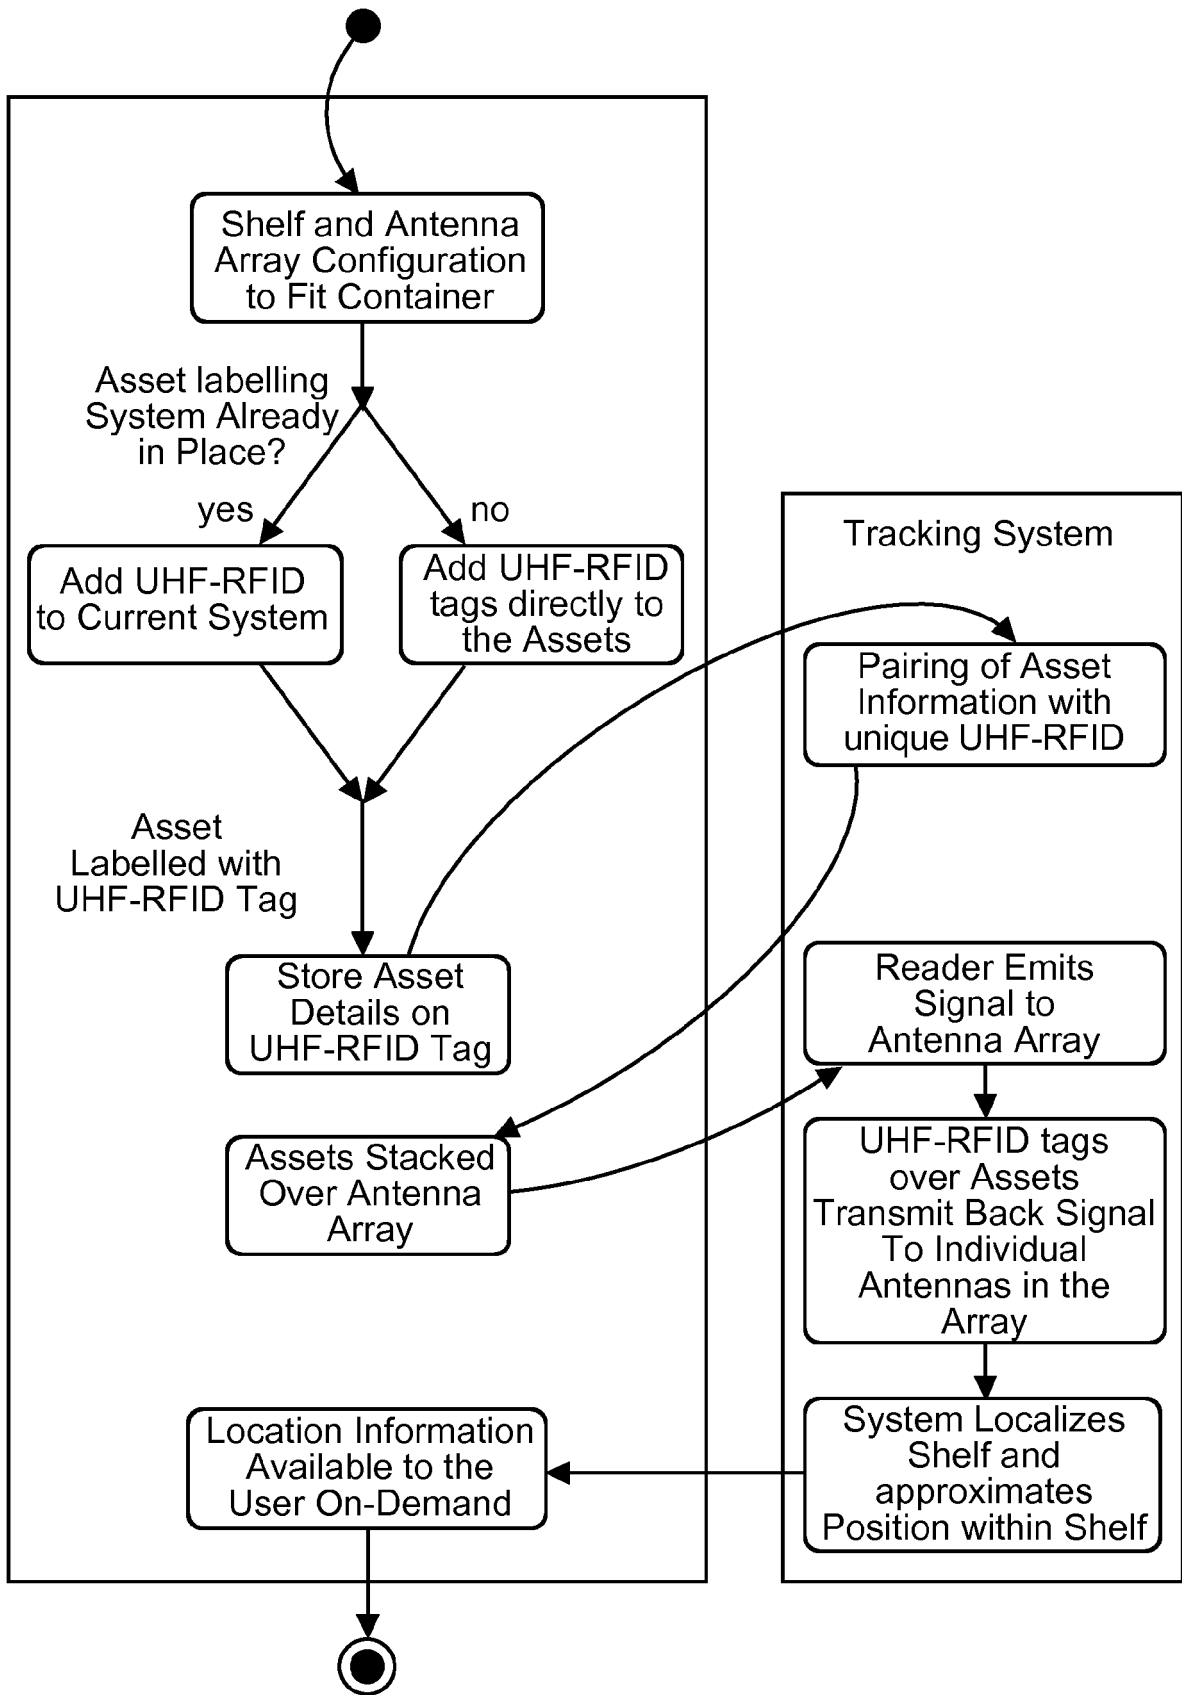 Shelf and Antenna
Array Configuration
to Fit Container
Asset labelling
System Already
in Place?
yes
no
Add UHF-RFID
to Current System
Add UHF-RFID
tags directly to
the Assets
Asset
Labelled with
UHF-RFID Tag
Store Asset
Details on
UHF-RFID Tag
Assets Stacked
Over Antenna
Array
Location Information
Available to the
User On-Demand
Tracking System
Pairing of Asset
Information with
unique UHF-RFID
Reader Emits
Signal to
Antenna Array
UHF-RFID tags
over Assets
Transmit Back Signal
To Individual
Antennas in the
Array
System Localizes
Shelf and
approximates
Position within Shelf